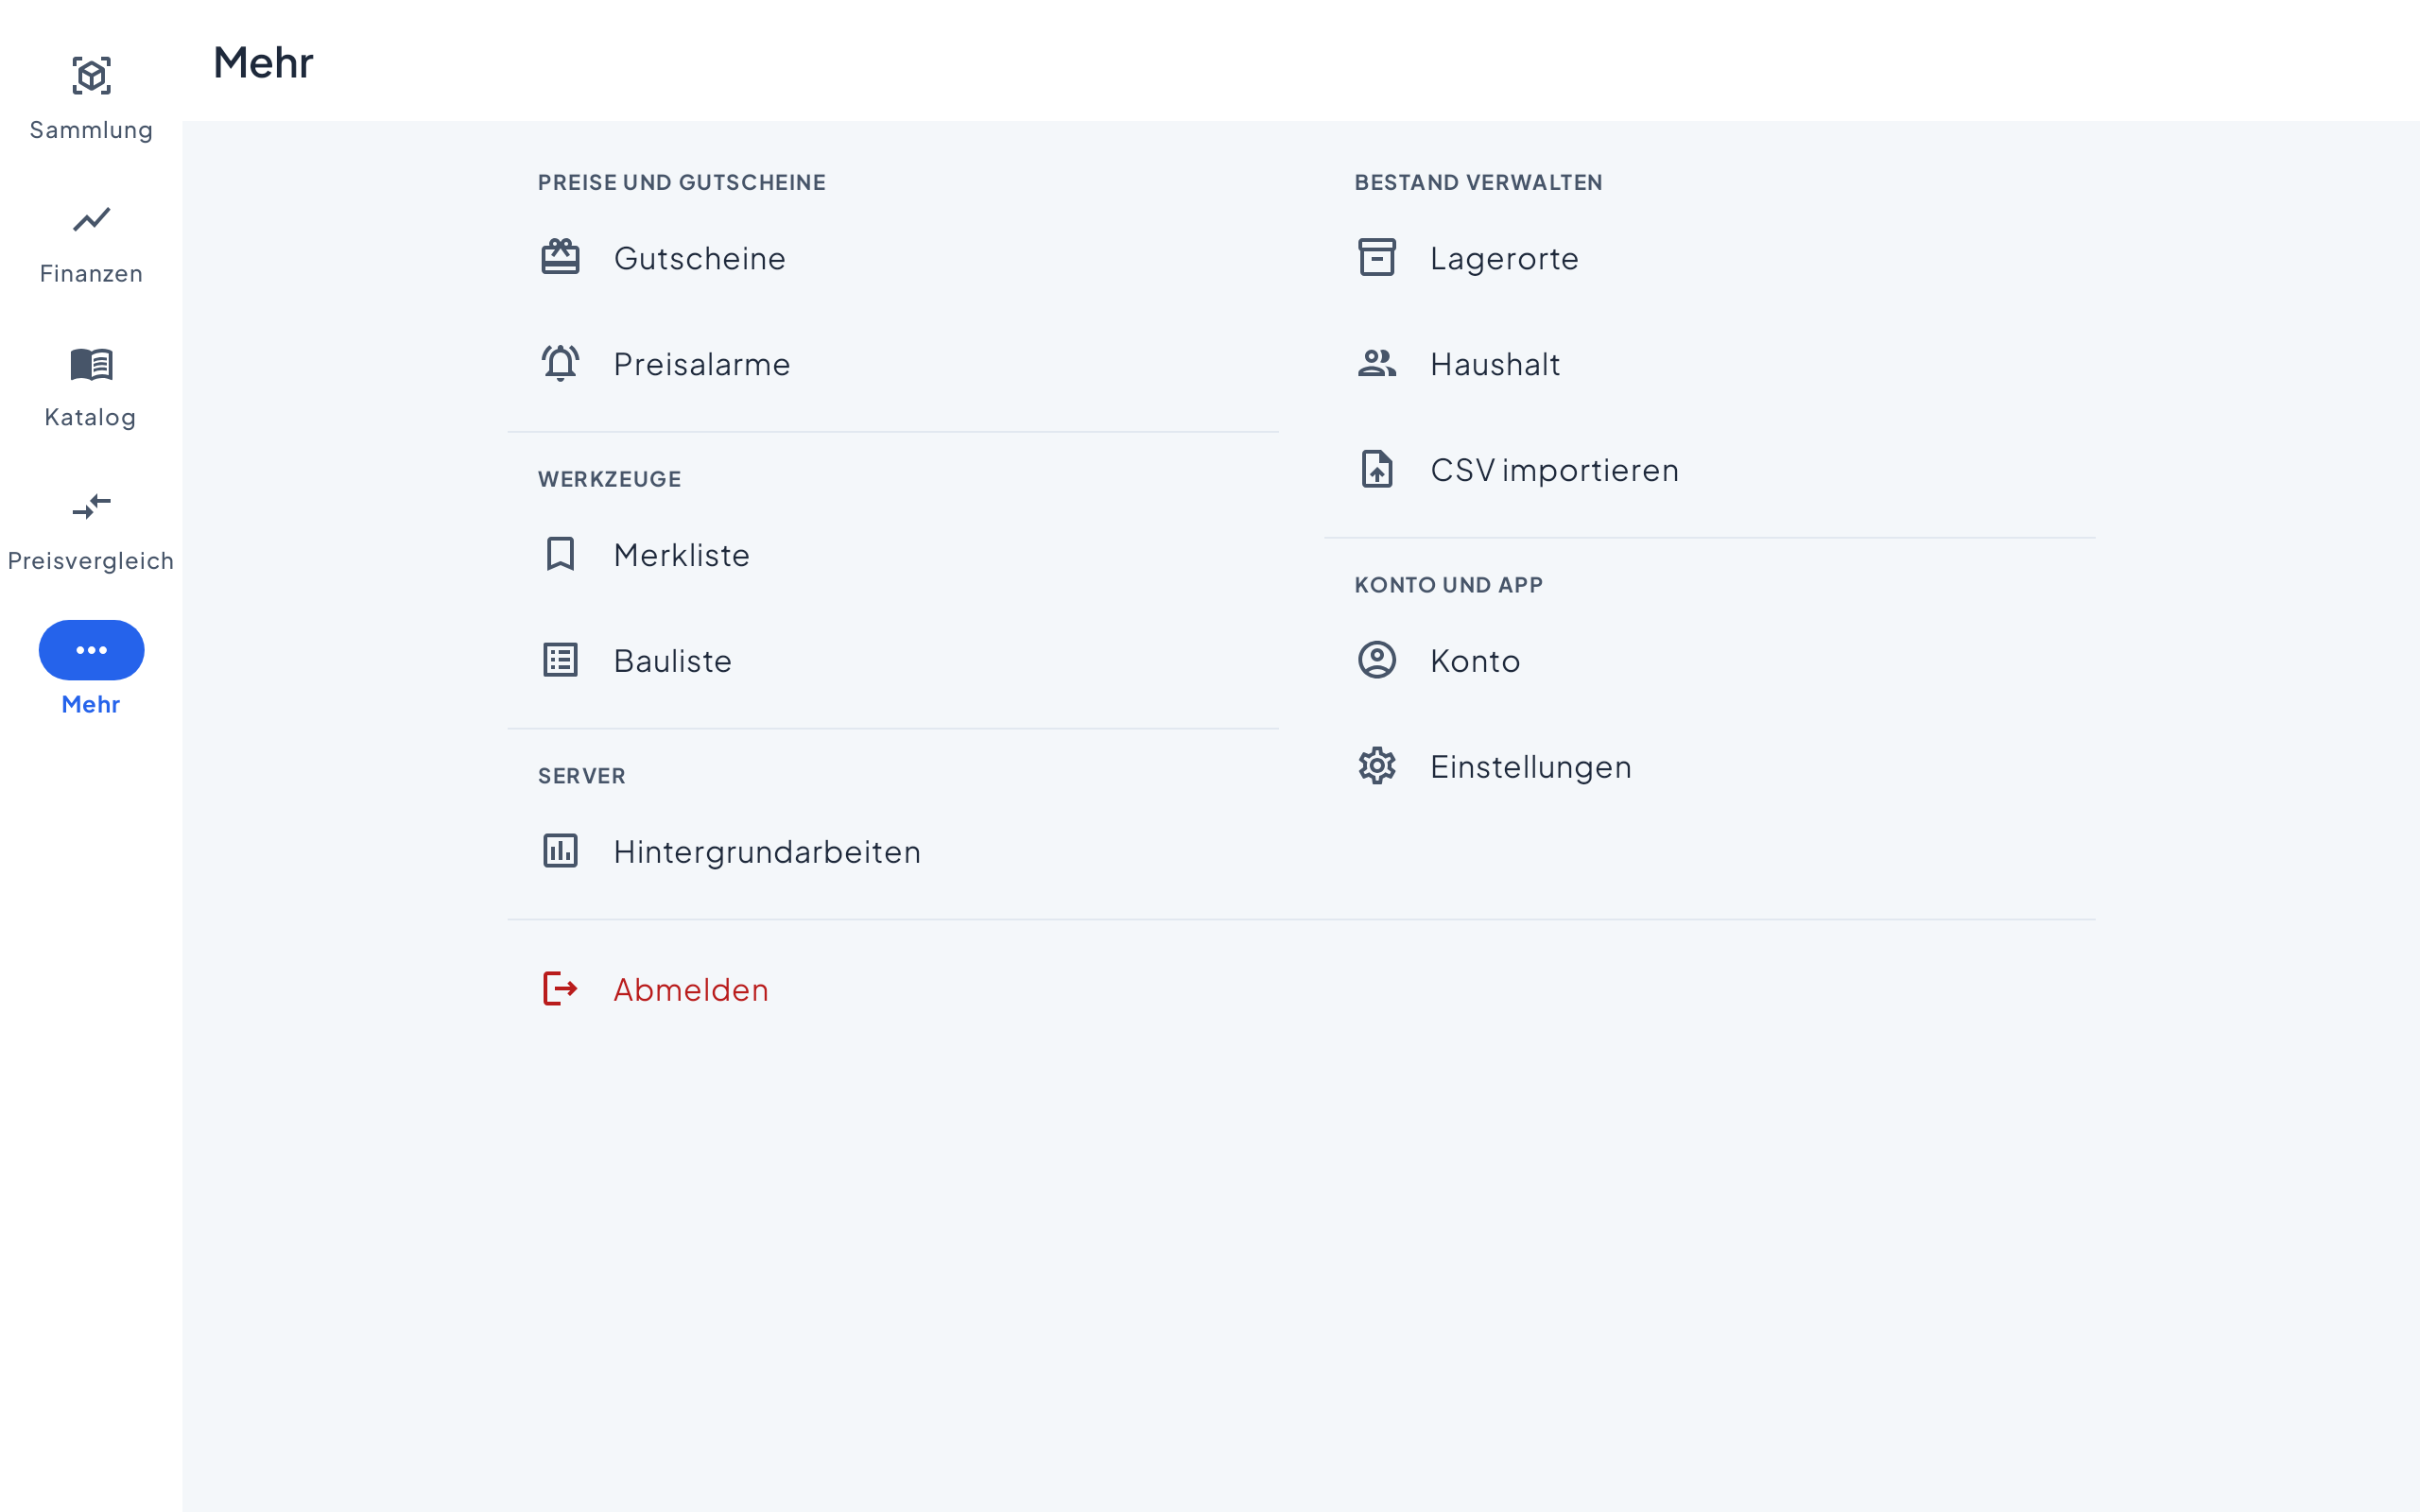 Mehr
Sammlung
Finanzen
Katalog
Preisvergleich
Mehr
PREISE UND GUTSCHEINE
Gutscheine
Preisalarme
WERKZEUGE
Merkliste
Bauliste
SERVER
Hintergrundarbeiten
BESTAND VERWALTEN
Lagerorte
Haushalt
CSV importieren
KONTO UND APP
Konto
Einstellungen
Abmelden